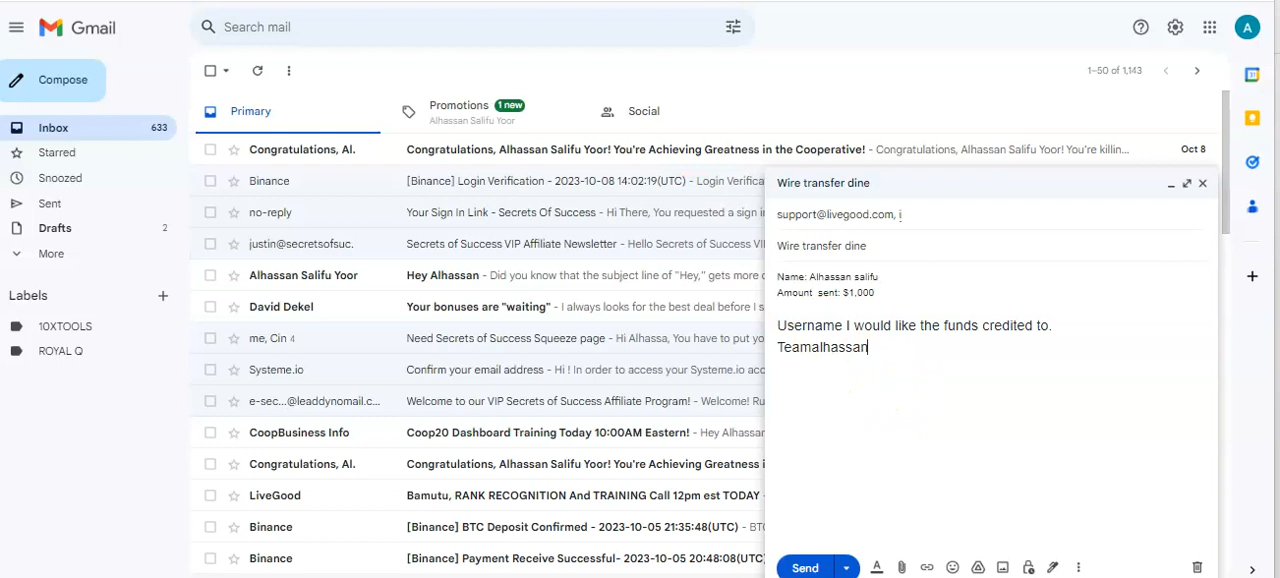 Gmail
Search mail
A
Compose
1–50 of 1,143
Primary
Promotions 1 new
Alhassan Salifu Yoor
Social
Inbox 633
Starred
Snoozed
Sent
Drafts 2
More
Labels
10XTOOLS
ROYAL Q
Congratulations, Al. Congratulations, Alhassan Salifu Yoor! You're Achieving Greatness in the Cooperative! - Congratulations, Alhassan Salifu Yoor! You're killin... Oct 8
Binance [Binance] Login Verification - 2023-10-08 14:02:19(UTC) - Login Verifica
no-reply Your Sign In Link - Secrets Of Success - Hi There, You requested a sign i
justin@secretsofsuc. Secrets of Success VIP Affiliate Newsletter - Hello Secrets of Success V
Alhassan Salifu Yoor Hey Alhassan - Did you know that the subject line of "Hey," gets more
David Dekel Your bonuses are "waiting" - I always looks for the best deal before I
me, Cin 4 Need Secrets of Success Squeeze page - Hi Alhassa, You have to put yo
Systeme.io Confirm your email address - Hi ! In order to access your Systeme.io acc
e-sec...@leaddynomail.c... Welcome to our VIP Secrets of Success Affiliate Program! - Welcome! Ru
CoopBusiness Info Coop20 Dashboard Training Today 10:00AM Eastern! - Hey Alhassan
Congratulations, Al. Congratulations, Alhassan Salifu Yoor! You're Achieving Greatness in
LiveGood Bamutu, RANK RECOGNITION And TRAINING Call 12pm est TODAY -
Binance [Binance] BTC Deposit Confirmed - 2023-10-05 21:35:48(UTC) - BTC
Binance [Binance] Payment Receive Successful- 2023-10-05 20:48:08(UTC) -
Wire transfer dine
support@livegood.com, i
Wire transfer dine
Name: Alhassan salifu
Amount sent: $1,000
Username I would like the funds credited to.
Teamalhassan
Send